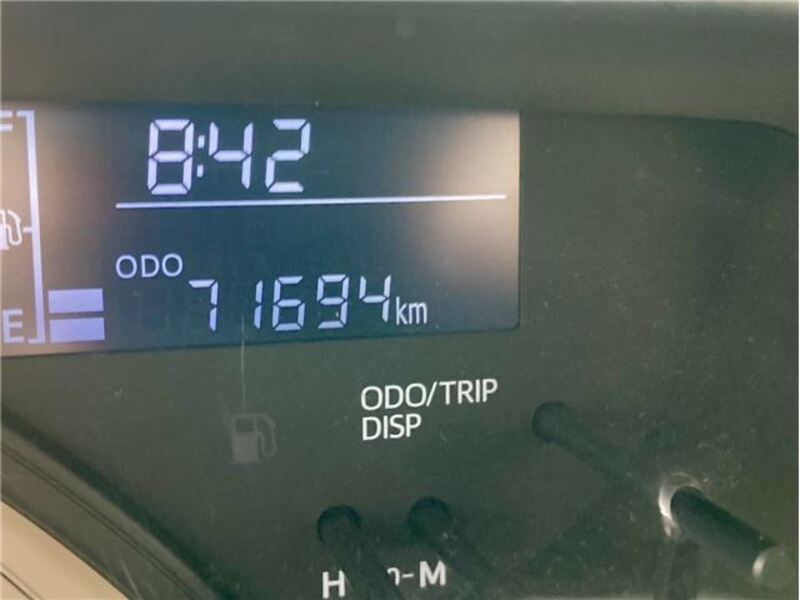 F
8:42
ODO
71694km
E
ODO/TRIP
DISP
H
-M